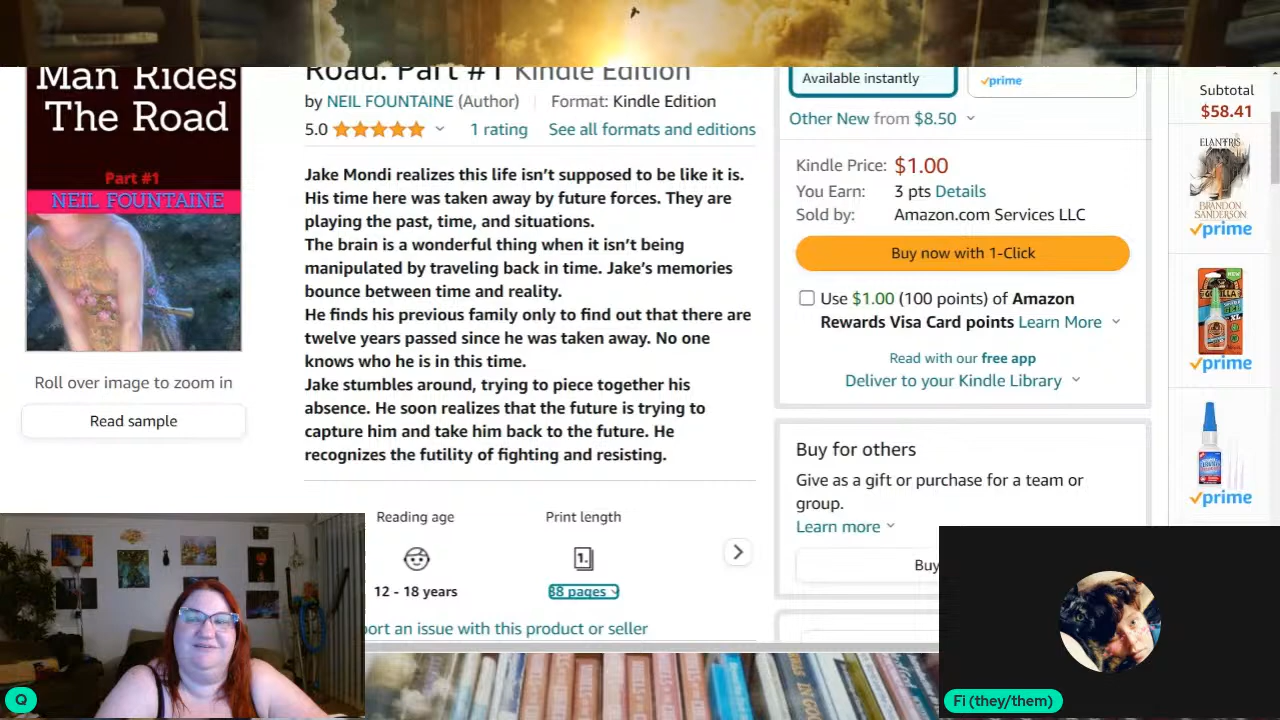 Man Rides
The Road
Part #1
NEIL FOUNTAINE
Roll over image to zoom in
Read sample
Road: Part #1 Kindle Edition
by NEIL FOUNTAINE (Author) Format: Kindle Edition
5.0 1 rating See all formats and editions
Jake Mondi realizes this life isn’t supposed to be like it is.
His time here was taken away by future forces. They are
playing the past, time, and situations.
The brain is a wonderful thing when it isn’t being
manipulated by traveling back in time. Jake’s memories
bounce between time and reality.
He finds his previous family only to find out that there are
twelve years passed since he was taken away. No one
knows who he is in this time.
Jake stumbles around, trying to piece together his
absence. He soon realizes that the future is trying to
capture him and take him back to the future. He
recognizes the futility of fighting and resisting.
Reading age
12 - 18 years
Print length
1.
88 pages
ort an issue with this product or seller
Available instantly
prime
Other New from $8.50
Kindle Price: $1.00
You Earn: 3 pts Details
Sold by: Amazon.com Services LLC
Buy now with 1-Click
Use $1.00 (100 points) of Amazon
Rewards Visa Card points Learn More
Read with our free app
Deliver to your Kindle Library
Buy for others
Give as a gift or purchase for a team or
group.
Learn more
Buy
Subtotal
$58.41
ELANTRIS
BRANDON
SANDERSON
prime
GORILLA
prime
prime
Q
Fi (they/them)